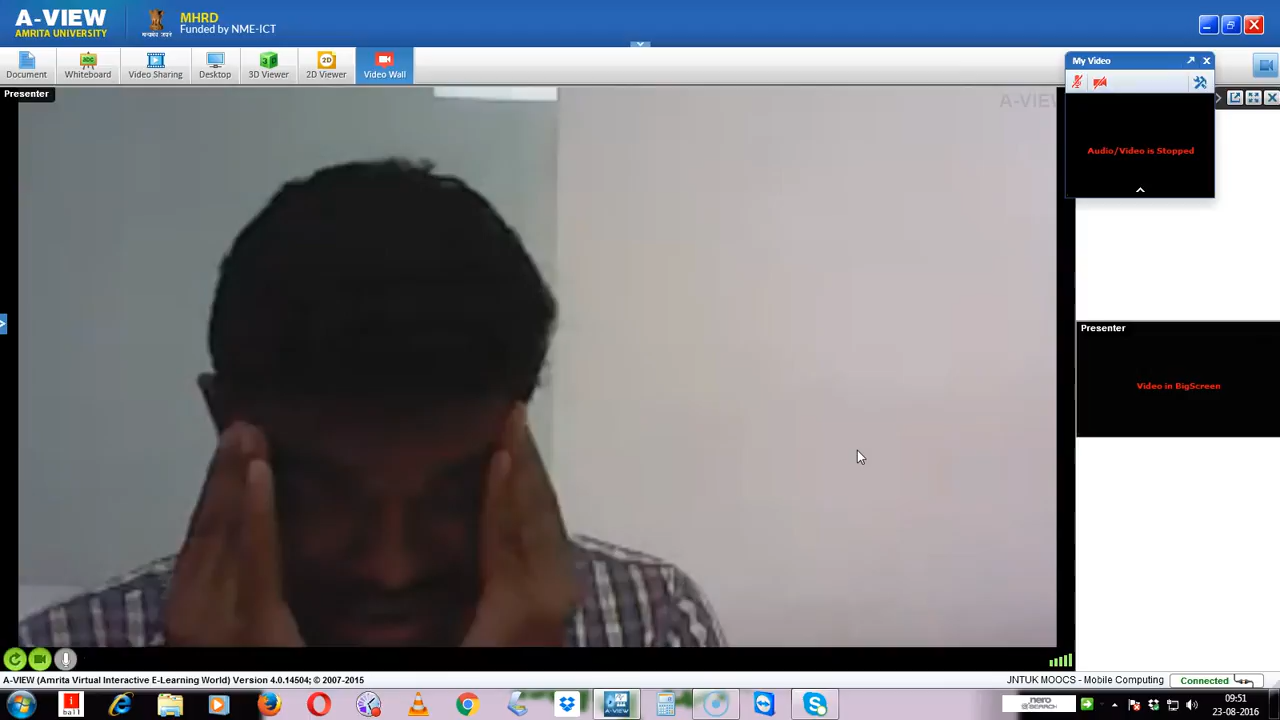 A-VIEW
AMRITA UNIVERSITY
MHRD
Funded by NME-ICT
Document
Whiteboard
Video Sharing
Desktop
3D Viewer
2D Viewer
Video Wall
My Video
Presenter
A-VIEW
Audio/Video is Stopped
Presenter
Video in BigScreen
A-VIEW (Amrita Virtual Interactive E-Learning World) Version 4.0.14504; © 2007-2015
JNTUK MOOCS - Mobile Computing
Connected
09:51
23-08-2016